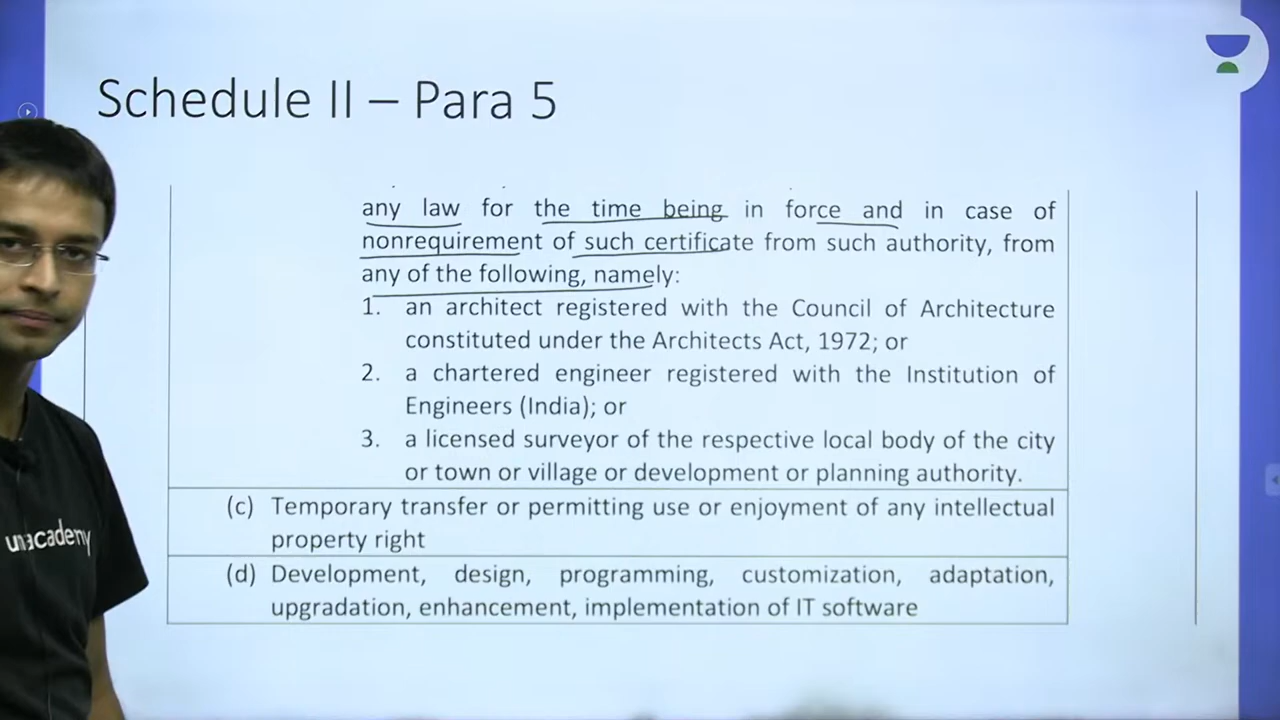 Schedule II – Para 5
any law for the time being in force and in case of
nonrequirement of such certificate from such authority, from
any of the following, namely:
1. an architect registered with the Council of Architecture
constituted under the Architects Act, 1972; or
2. a chartered engineer registered with the Institution of
Engineers (India); or
3. a licensed surveyor of the respective local body of the city
or town or village or development or planning authority.
(c) Temporary transfer or permitting use or enjoyment of any intellectual
property right
(d) Development, design, programming, customization, adaptation,
upgradation, enhancement, implementation of IT software
unacademy